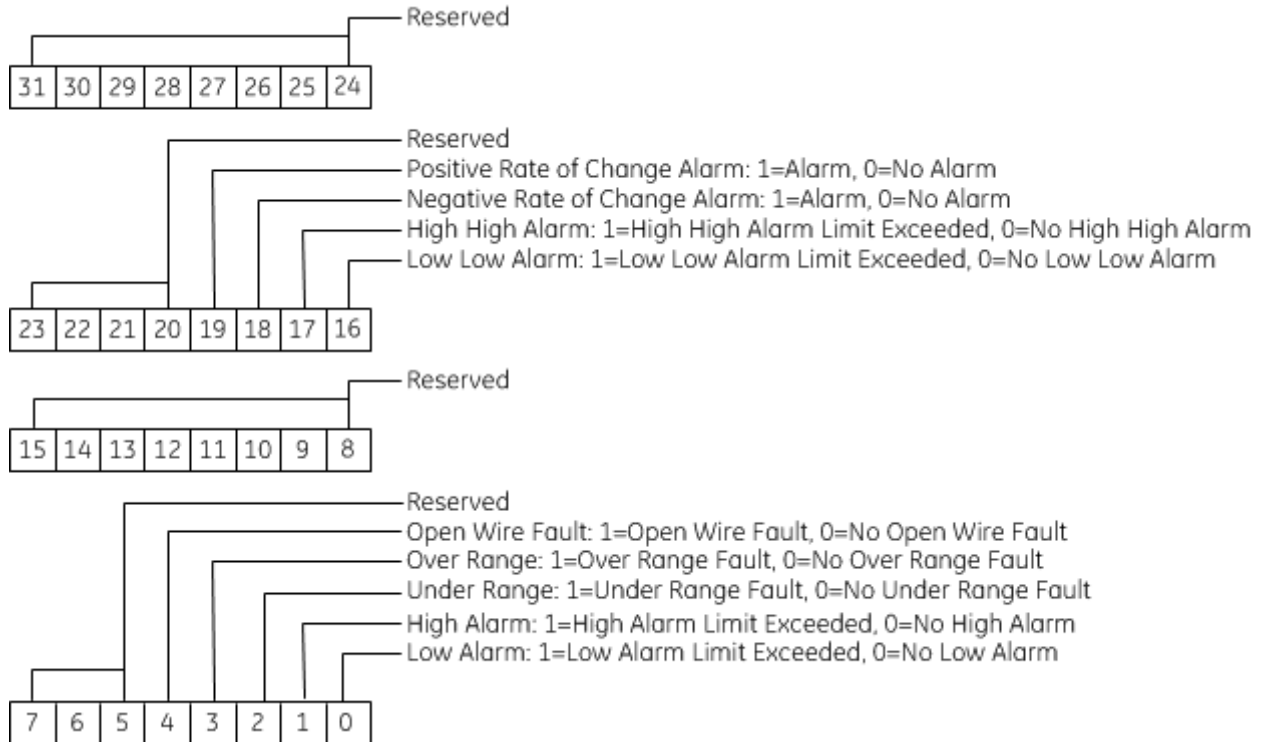 Reserved
31 30 29 28 27 26 25 24
Reserved
Positive Rate of Change Alarm: 1=Alarm, 0=No Alarm
Negative Rate of Change Alarm: 1=Alarm, 0=No Alarm
High High Alarm: 1=High High Alarm Limit Exceeded, 0=No High High Alarm
Low Low Alarm: 1=Low Low Alarm Limit Exceeded, 0=No Low Low Alarm
23 22 21 20 19 18 17 16
Reserved
15 14 13 12 11 10 9 8
Reserved
Open Wire Fault: 1=Open Wire Fault, 0=No Open Wire Fault
Over Range: 1=Over Range Fault, 0=No Over Range Fault
Under Range: 1=Under Range Fault, 0=No Under Range Fault
High Alarm: 1=High Alarm Limit Exceeded, 0=No High Alarm
Low Alarm: 1=Low Alarm Limit Exceeded, 0=No Low Alarm
7 6 5 4 3 2 1 0